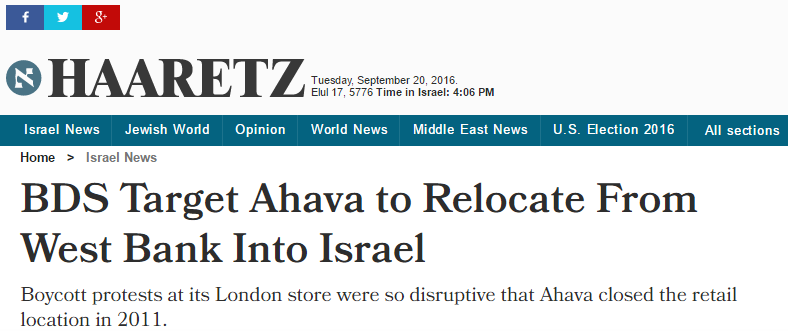 f g+
א HAARETZ
Tuesday, September 20, 2016.
Elul 17, 5776 Time in Israel: 4:06 PM
Israel News Jewish World Opinion World News Middle East News U.S. Election 2016 All sections
Home > Israel News
BDS Target Ahava to Relocate From
West Bank Into Israel
Boycott protests at its London store were so disruptive that Ahava closed the retail
location in 2011.